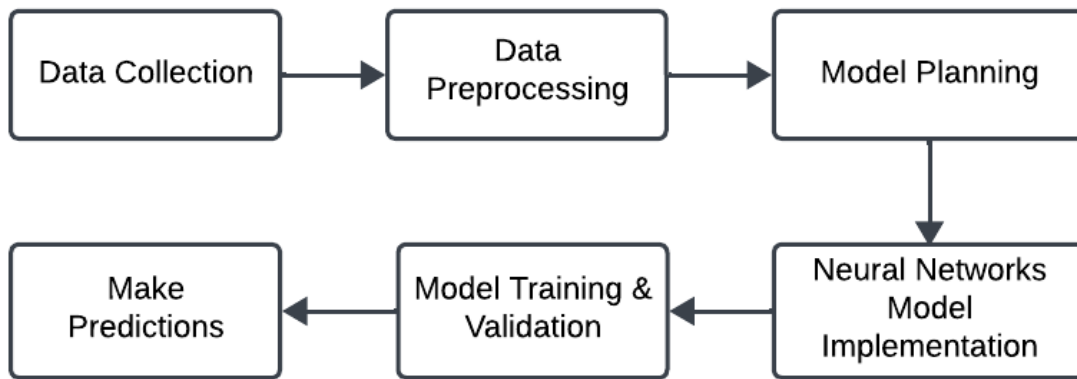 Data Collection
Data
Preprocessing
Model Planning
Neural Networks
Model
Implementation
Model Training &
Validation
Make
Predictions